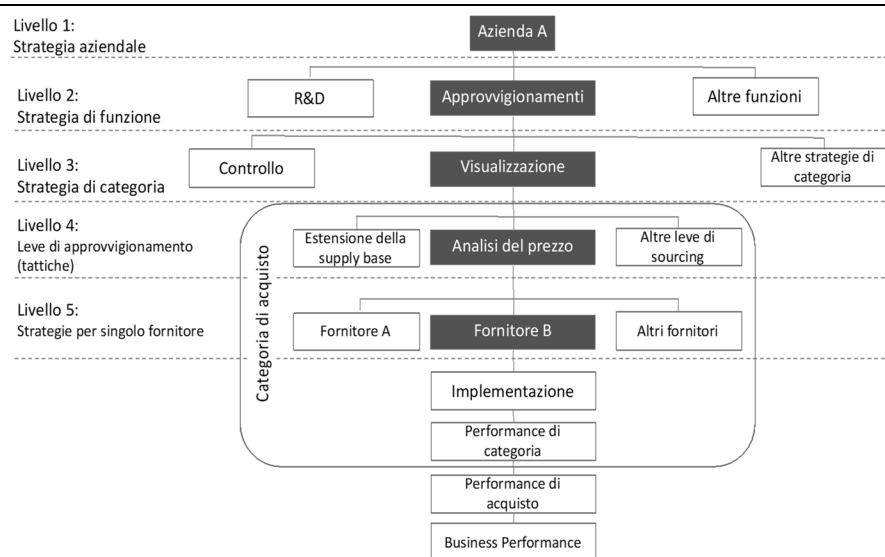 Livello 1:
Strategia aziendale
Azienda A
Livello 2:
Strategia di funzione
R&D
Approvvigionamenti
Altre funzioni
Livello 3:
Strategia di categoria
Controllo
Visualizzazione
Altre strategie di
categoria
Livello 4:
Leve di approvvigionamento
(tattiche)
Categoria di acquisto
Estensione della
supply base
Analisi del prezzo
Altre leve di
sourcing
Livello 5:
Strategie per singolo fornitore
Fornitore A
Fornitore B
Altri fornitori
Implementazione
Performance di
categoria
Performance di
acquisto
Business Performance